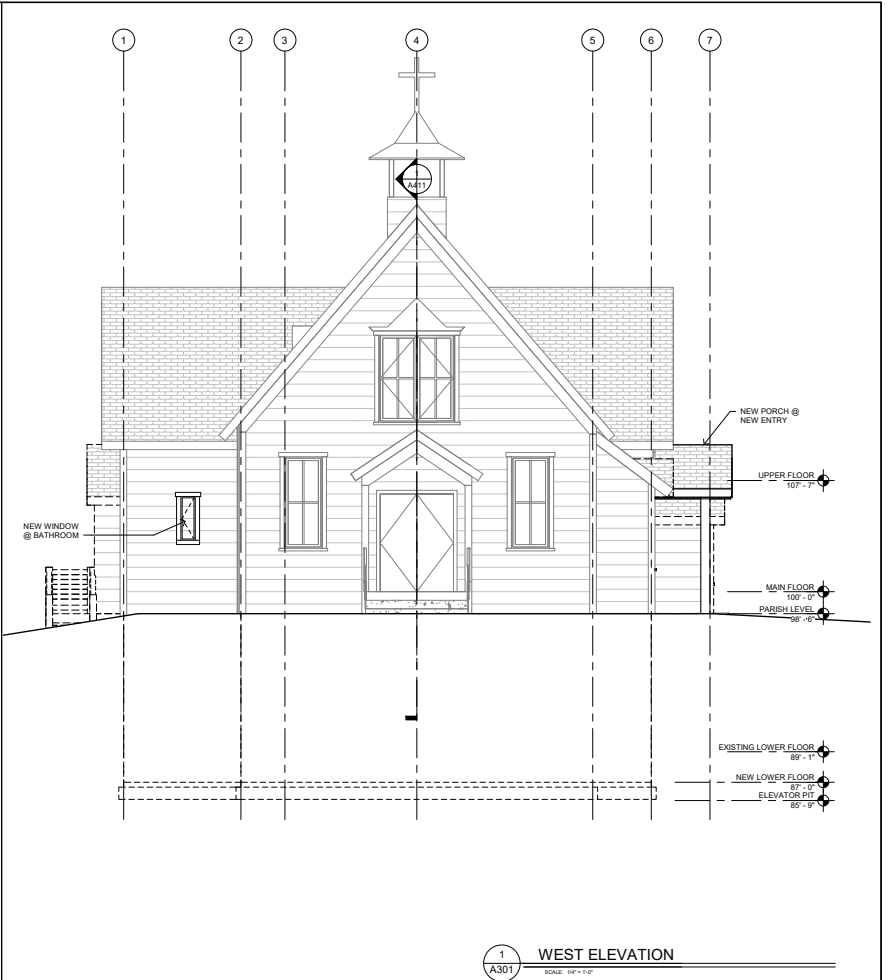 1 2 3 4 5 6 7
1
A411
NEW PORCH @
NEW ENTRY
UPPER FLOOR
107' - 7"
NEW WINDOW
@ BATHROOM
MAIN FLOOR
100' - 0"
PARISH LEVEL
98' - 6"
EXISTING LOWER FLOOR
89' - 1"
NEW LOWER FLOOR
87' - 0"
ELEVATOR PIT
85' - 9"
1
A301
WEST ELEVATION
SCALE: 1/4" = 1'-0"